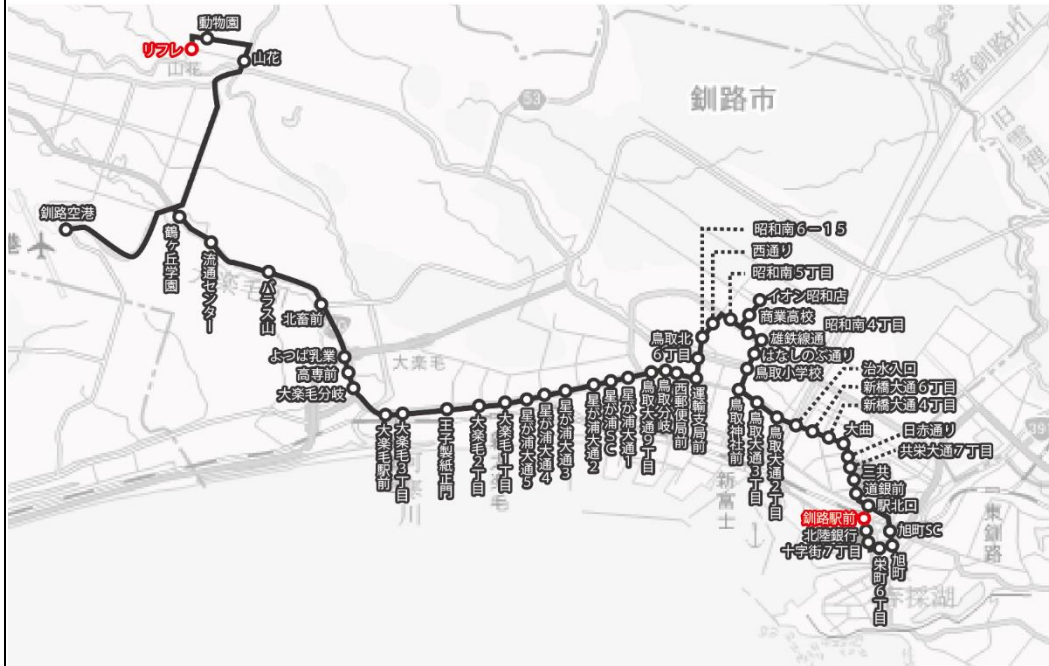 動物園
リフレ
山花
山花
53
釧路市
新釧路川
旧雪裡
釧路空港
港
鶴ヶ丘学園
流通センター
パラス山
北畜前
よつば乳業
高専前
大楽毛分岐
大楽毛
大楽毛駅前
大楽毛3丁目
王子製紙正門
大楽毛2丁目
大楽毛1丁目
星が浦大通5
星が浦大通4
星が浦大通3
星が浦大通2
星が浦SC
星が浦大通1
鳥取大通9丁目
鳥取分岐
西郵便局前
運輸支局前
鳥取北
6丁目
昭和南6-15
西通り
昭和南5丁目
イオン昭和店
商業高校
昭和南4丁目
雄鉄線通
はなしのぶ通り
鳥取小学校
鳥取神社前
鳥取大通3丁目
鳥取大通2丁目
治水入口
新橋大通6丁目
新橋大通4丁目
大曲
日赤通り
共栄大通7丁目
三共
道銀前
駅北口
釧路駅前
北陸銀行
十字街7丁目
栄町6丁目
旭町
旭町SC
新富士
東釧路
採湖
39